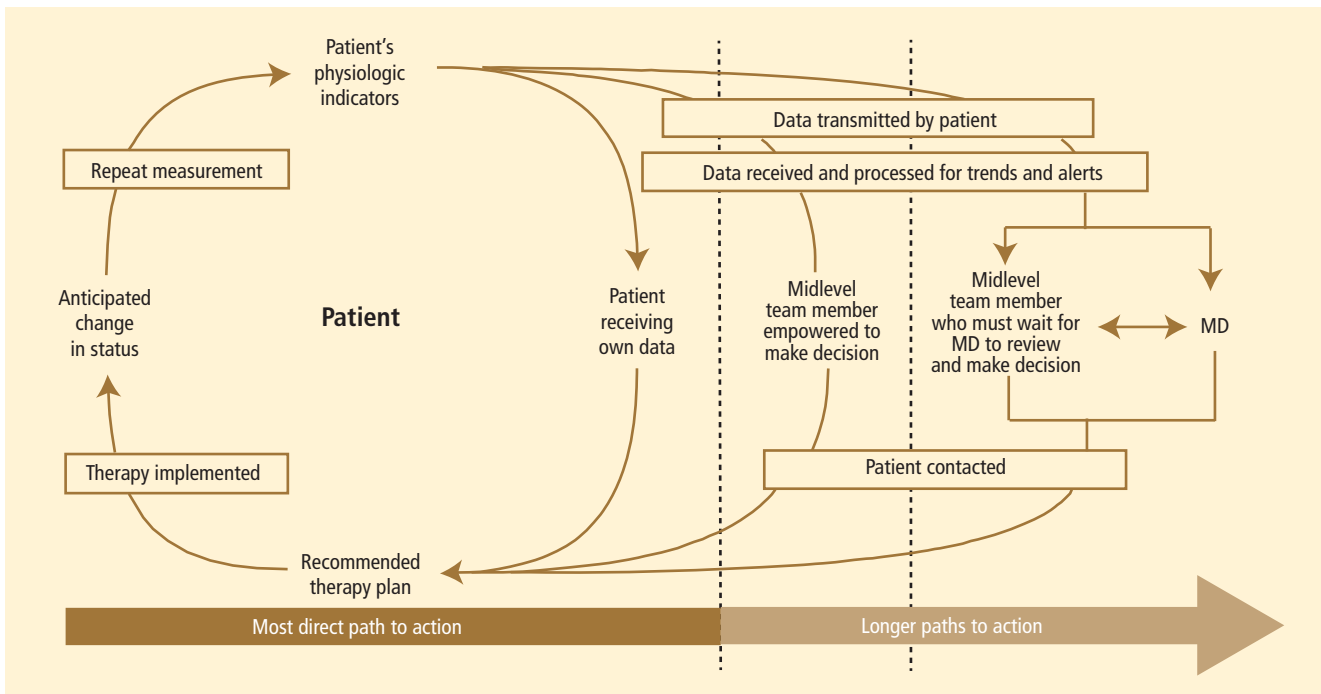 Patient's
physiologic
indicators
Data transmitted by patient
Repeat measurement
Data received and processed for trends and alerts
Anticipated
change
in status
Patient
Patient
receiving
own data
Midlevel
team member
empowered to
make decision
Midlevel
team member
who must wait for
MD to review
and make decision
MD
Therapy implemented
Patient contacted
Recommended
therapy plan
Most direct path to action
Longer paths to action